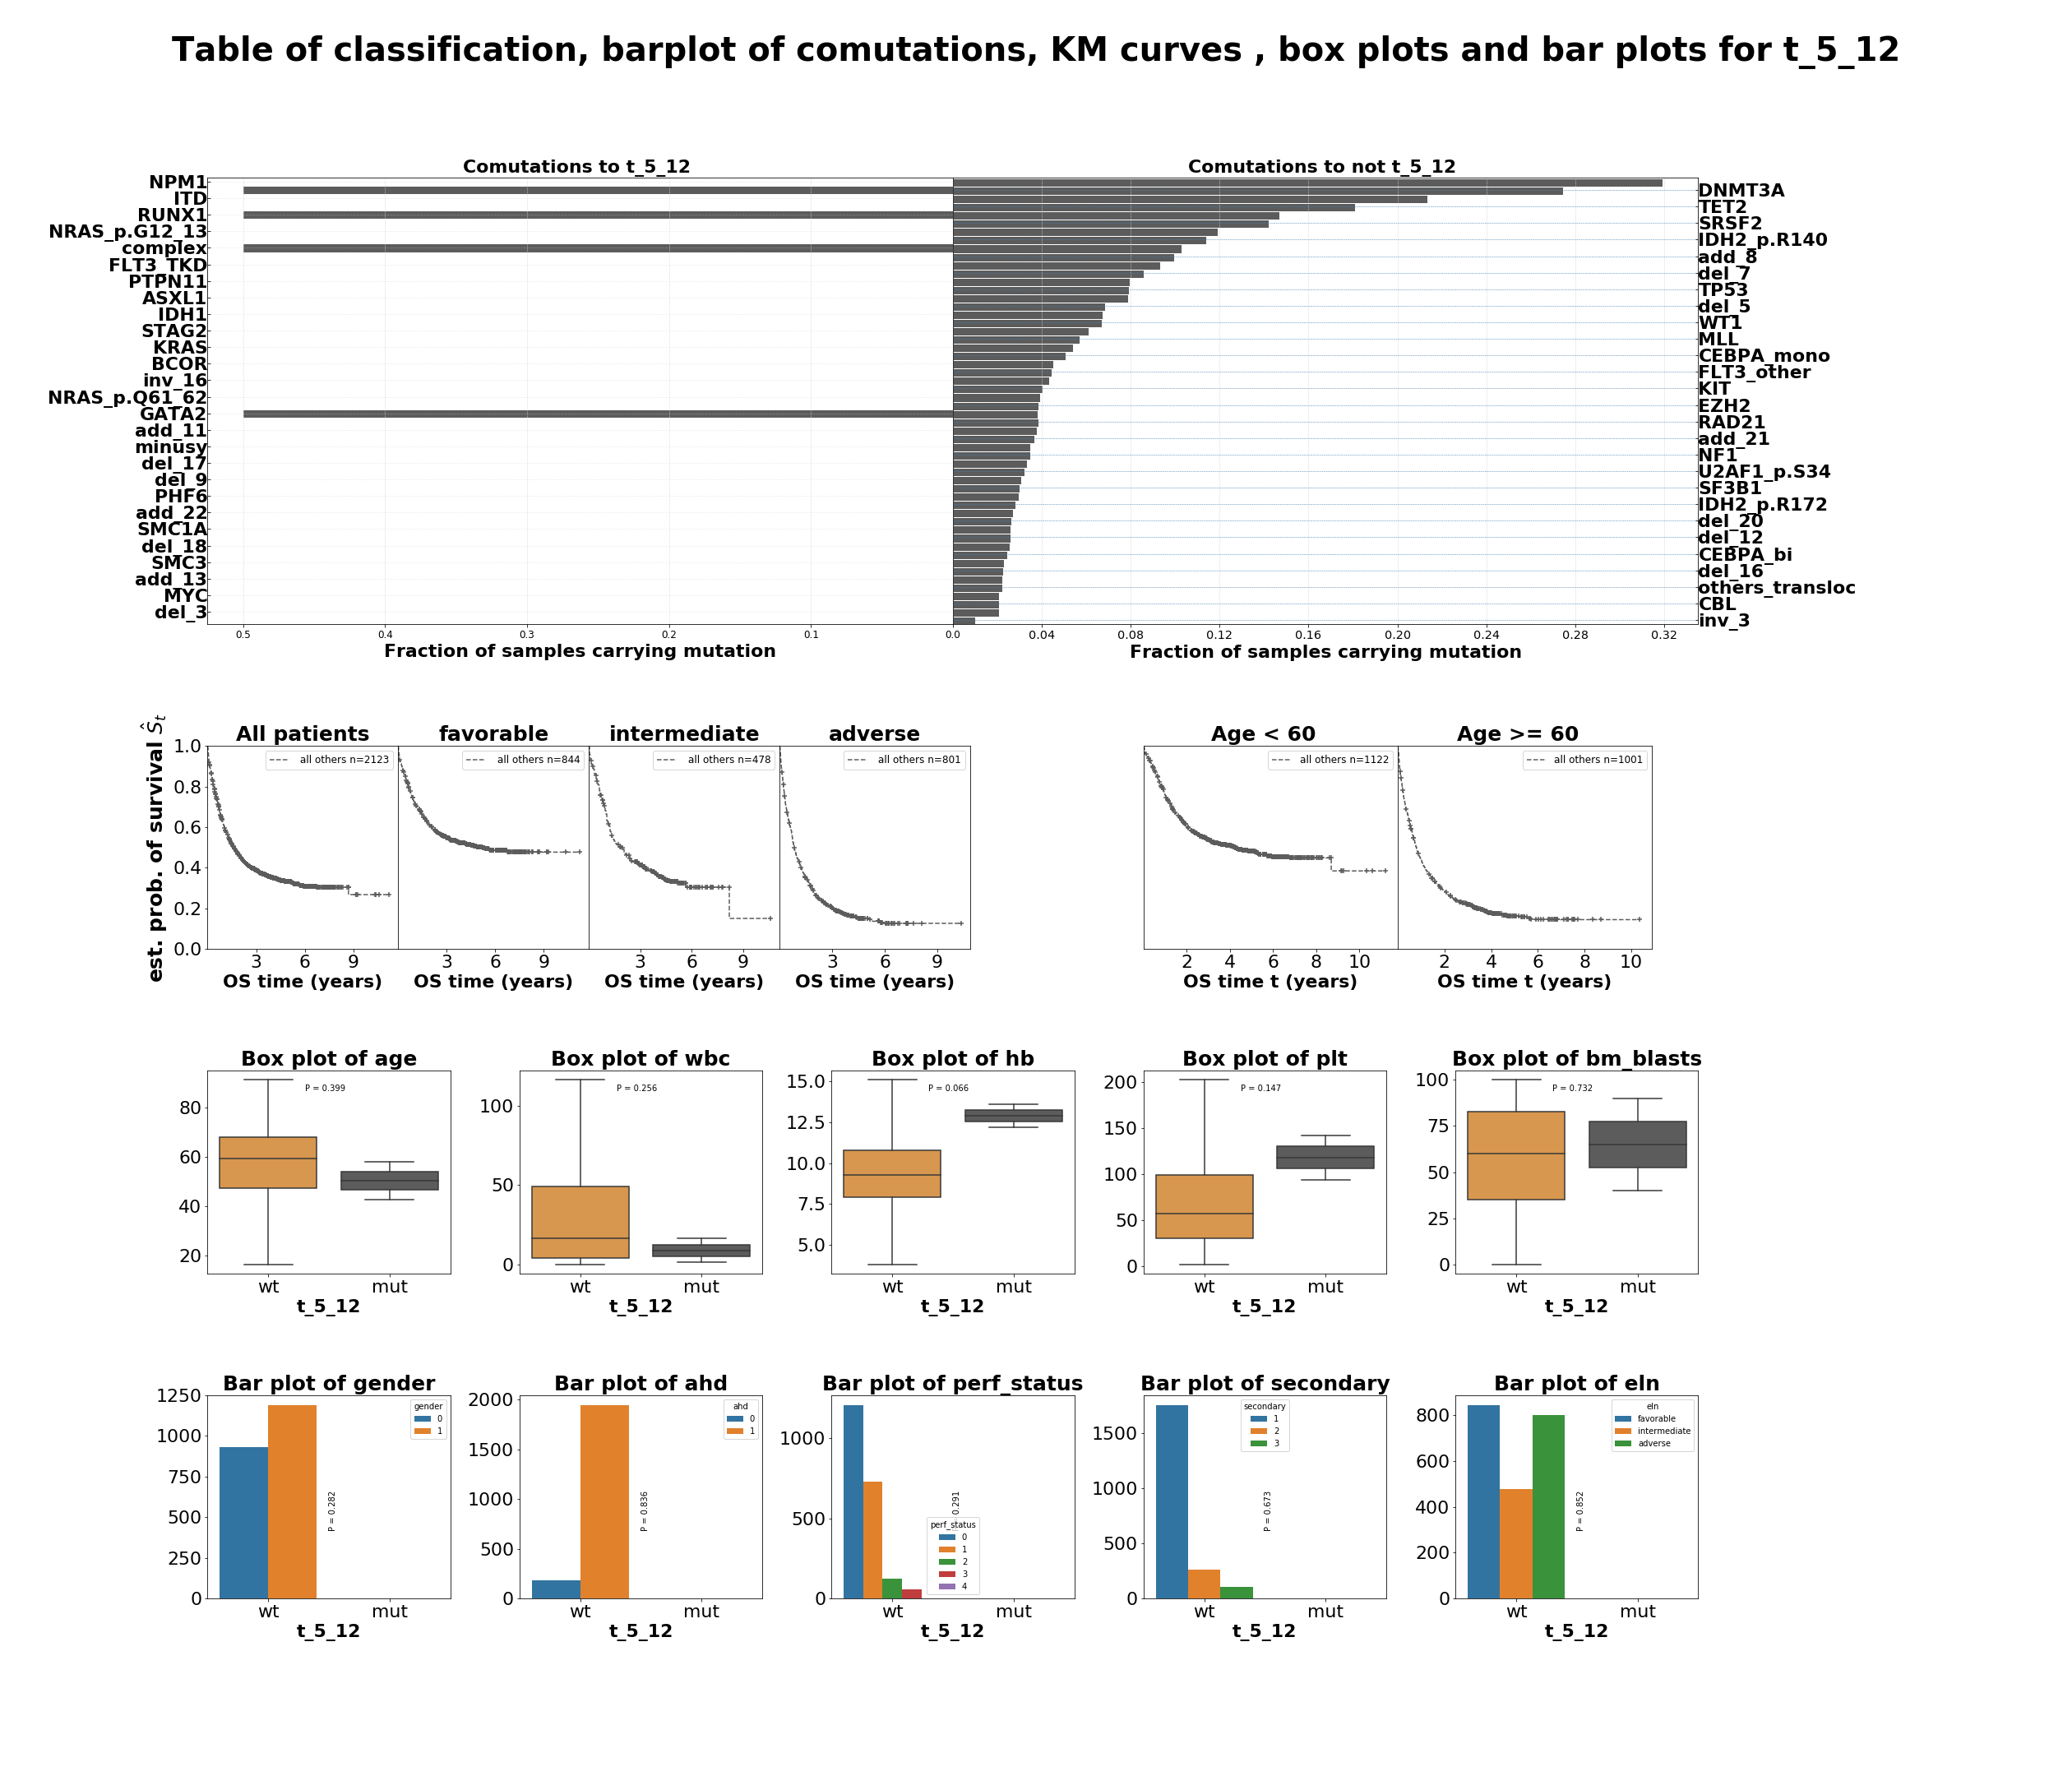 Table of classification, barplot of comutations, KM curves , box plots and bar plots for t_5_12
Comutations to t_5_12
Comutations to not t_5_12
NPM1
ITD
RUNX1
NRAS_p.G12_13
complex
FLT3_TKD
PTPN11
ASXL1
IDH1
STAG2
KRAS
BCOR
inv_16
NRAS_p.Q61_62
GATA2
add_11
minusy
del_17
del_9
PHF6
add_22
SMC1A
del_18
SMC3
add_13
MYC
del_3
DNMT3A
TET2
SRSF2
IDH2_p.R140
add_8
del_7
TP53
del_5
WT1
MLL
CEBPA_mono
FLT3_other
KIT
EZH2
RAD21
add_21
NF1
U2AF1_p.S34
SF3B1
IDH2_p.R172
del_20
del_12
CEBPA_bi
del_16
others_transloc
CBL
inv_3
0.5 0.4 0.3 0.2 0.1 0.0 0.04 0.08 0.12 0.16 0.20 0.24 0.28 0.32
Fraction of samples carrying mutation
Fraction of samples carrying mutation
est. prob. of survival Ŝt
All patients
favorable
intermediate
adverse
Age < 60
Age >= 60
all others n=2123
all others n=844
all others n=478
all others n=801
all others n=1122
all others n=1001
1.0
0.8
0.6
0.4
0.2
0.0
3 6 9
3 6 9
3 6 9
3 6 9
2 4 6 8 10
2 4 6 8 10
OS time (years)
OS time (years)
OS time (years)
OS time (years)
OS time t (years)
OS time t (years)
Box plot of age
P = 0.399
80
60
40
20
wt mut
t_5_12
Box plot of wbc
P = 0.256
100
50
0
wt mut
t_5_12
Box plot of hb
P = 0.066
15.0
12.5
10.0
7.5
5.0
wt mut
t_5_12
Box plot of plt
P = 0.147
200
150
100
50
0
wt mut
t_5_12
Box plot of bm_blasts
P = 0.732
100
75
50
25
0
wt mut
t_5_12
Bar plot of gender
1250
1000
750
500
250
0
gender
0
1
P = 0.282
wt mut
t_5_12
Bar plot of ahd
2000
1500
1000
500
0
ahd
0
1
P = 0.836
wt mut
t_5_12
Bar plot of perf_status
1000
500
0
0.291
perf_status
0
1
2
3
4
wt mut
t_5_12
Bar plot of secondary
1500
1000
500
0
secondary
1
2
3
P = 0.673
wt mut
t_5_12
Bar plot of eln
800
600
400
200
0
eln
favorable
intermediate
adverse
P = 0.852
wt mut
t_5_12